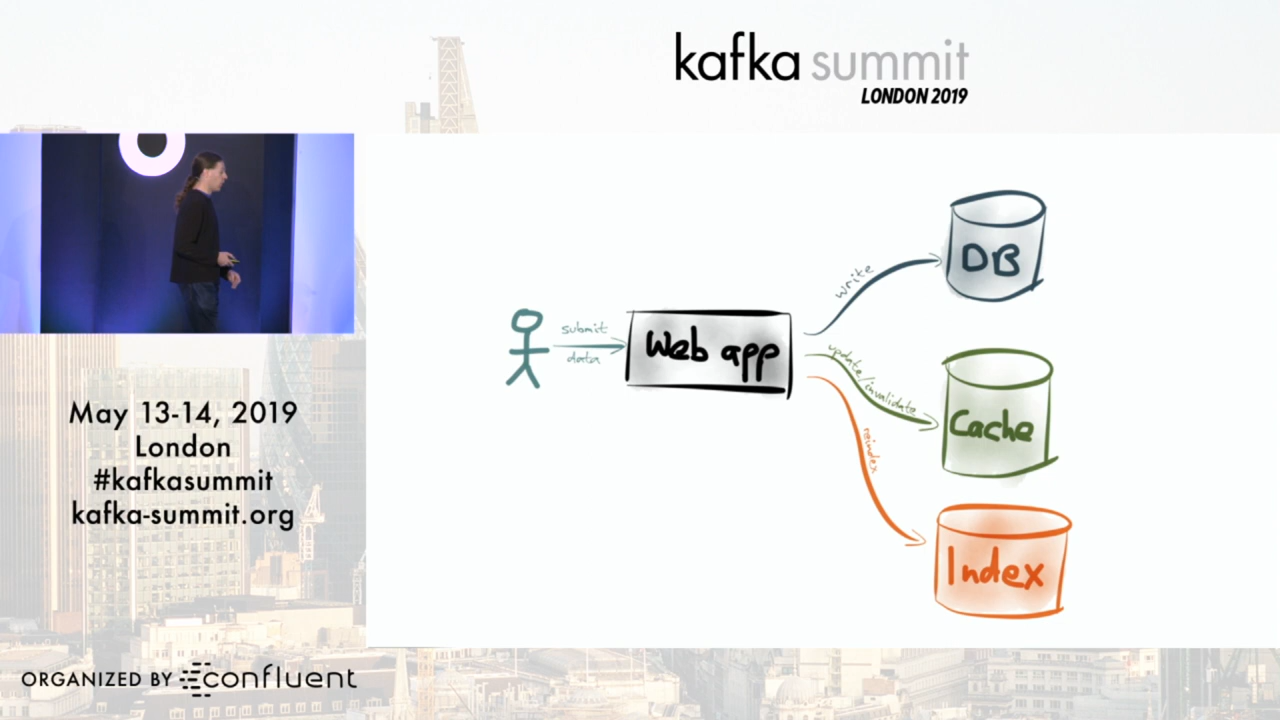 kafka summit
LONDON 2019
May 13-14, 2019
London
#kafkasummit
kafka-summit.org
ORGANIZED BY confluent
submit
data
Web app
write
update/invalidate
reindex
DB
Cache
Index